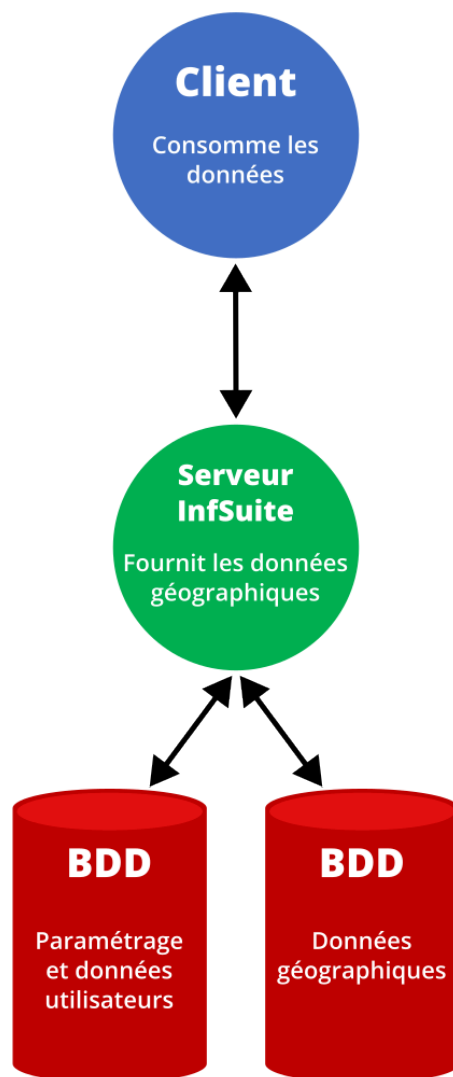 Client
Consomme les
données
Serveur
InfSuite
Fournit les données
géographiques
BDD
Paramétrage
et données
utilisateurs
BDD
Données
géographiques